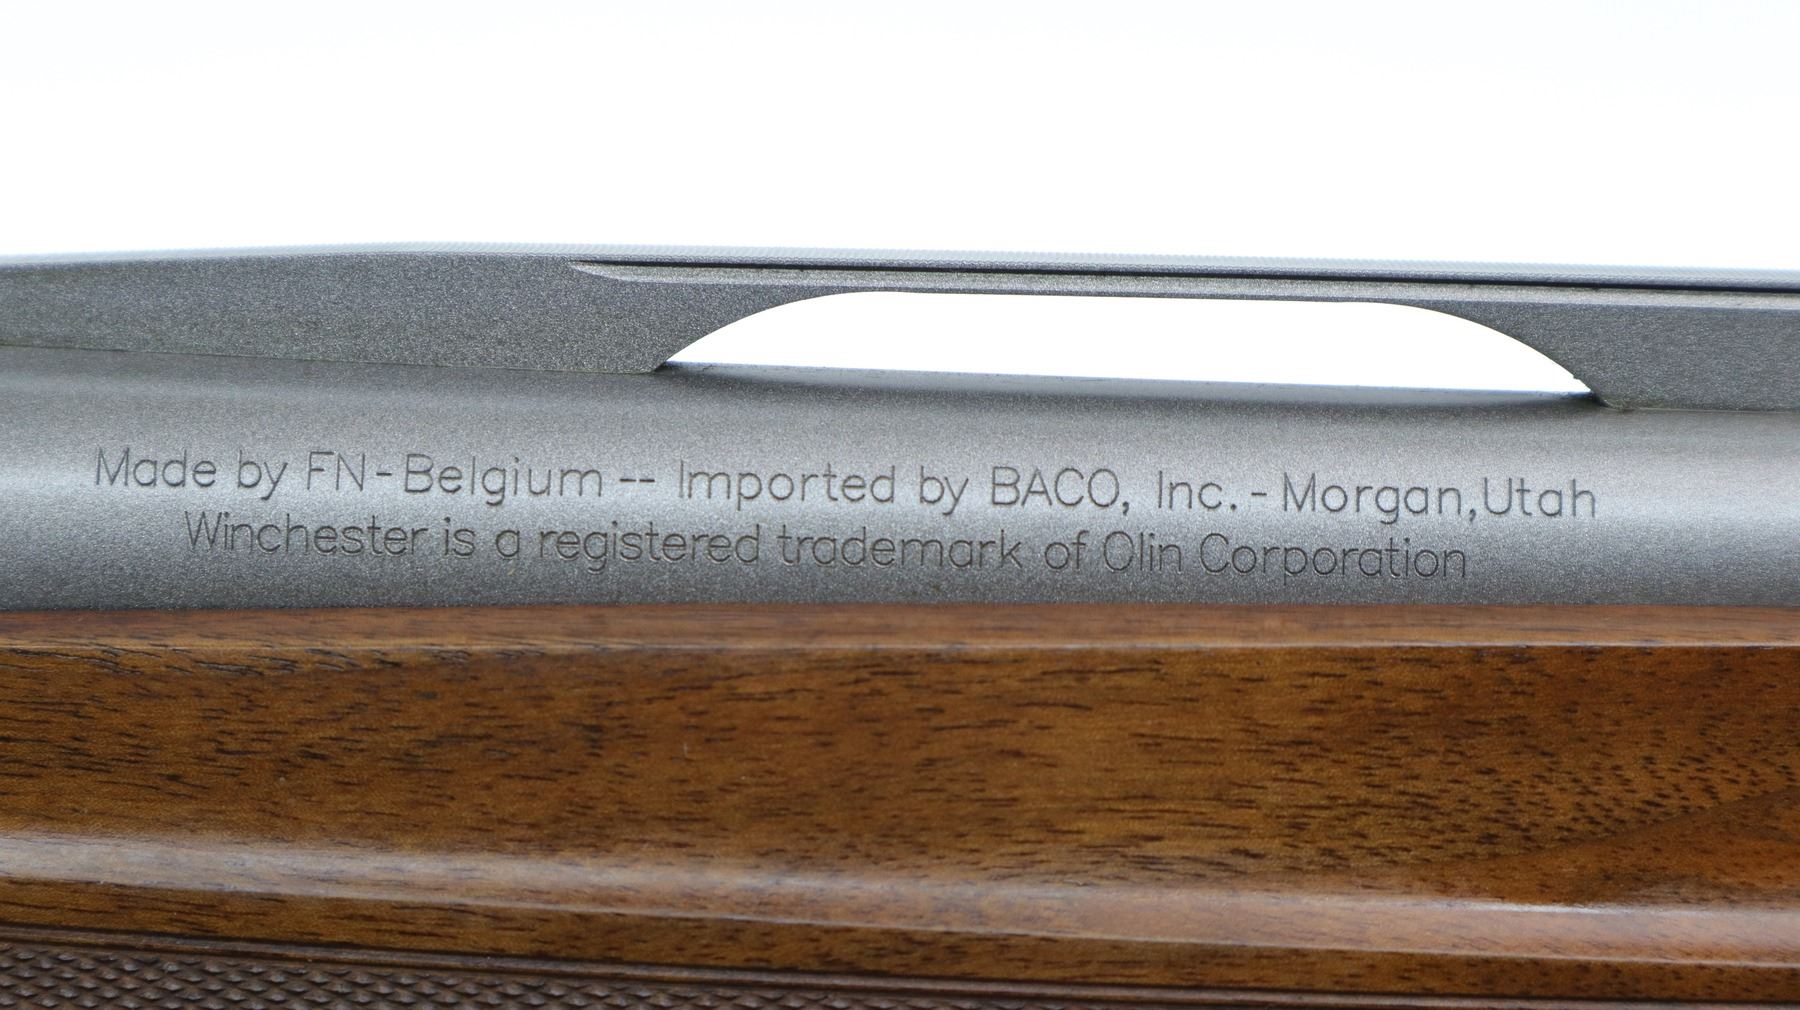 Made by FN-Belgium -- Imported by BACO, Inc.- Morgan,Utah
Winchester is a registered trademark of Olin Corporation